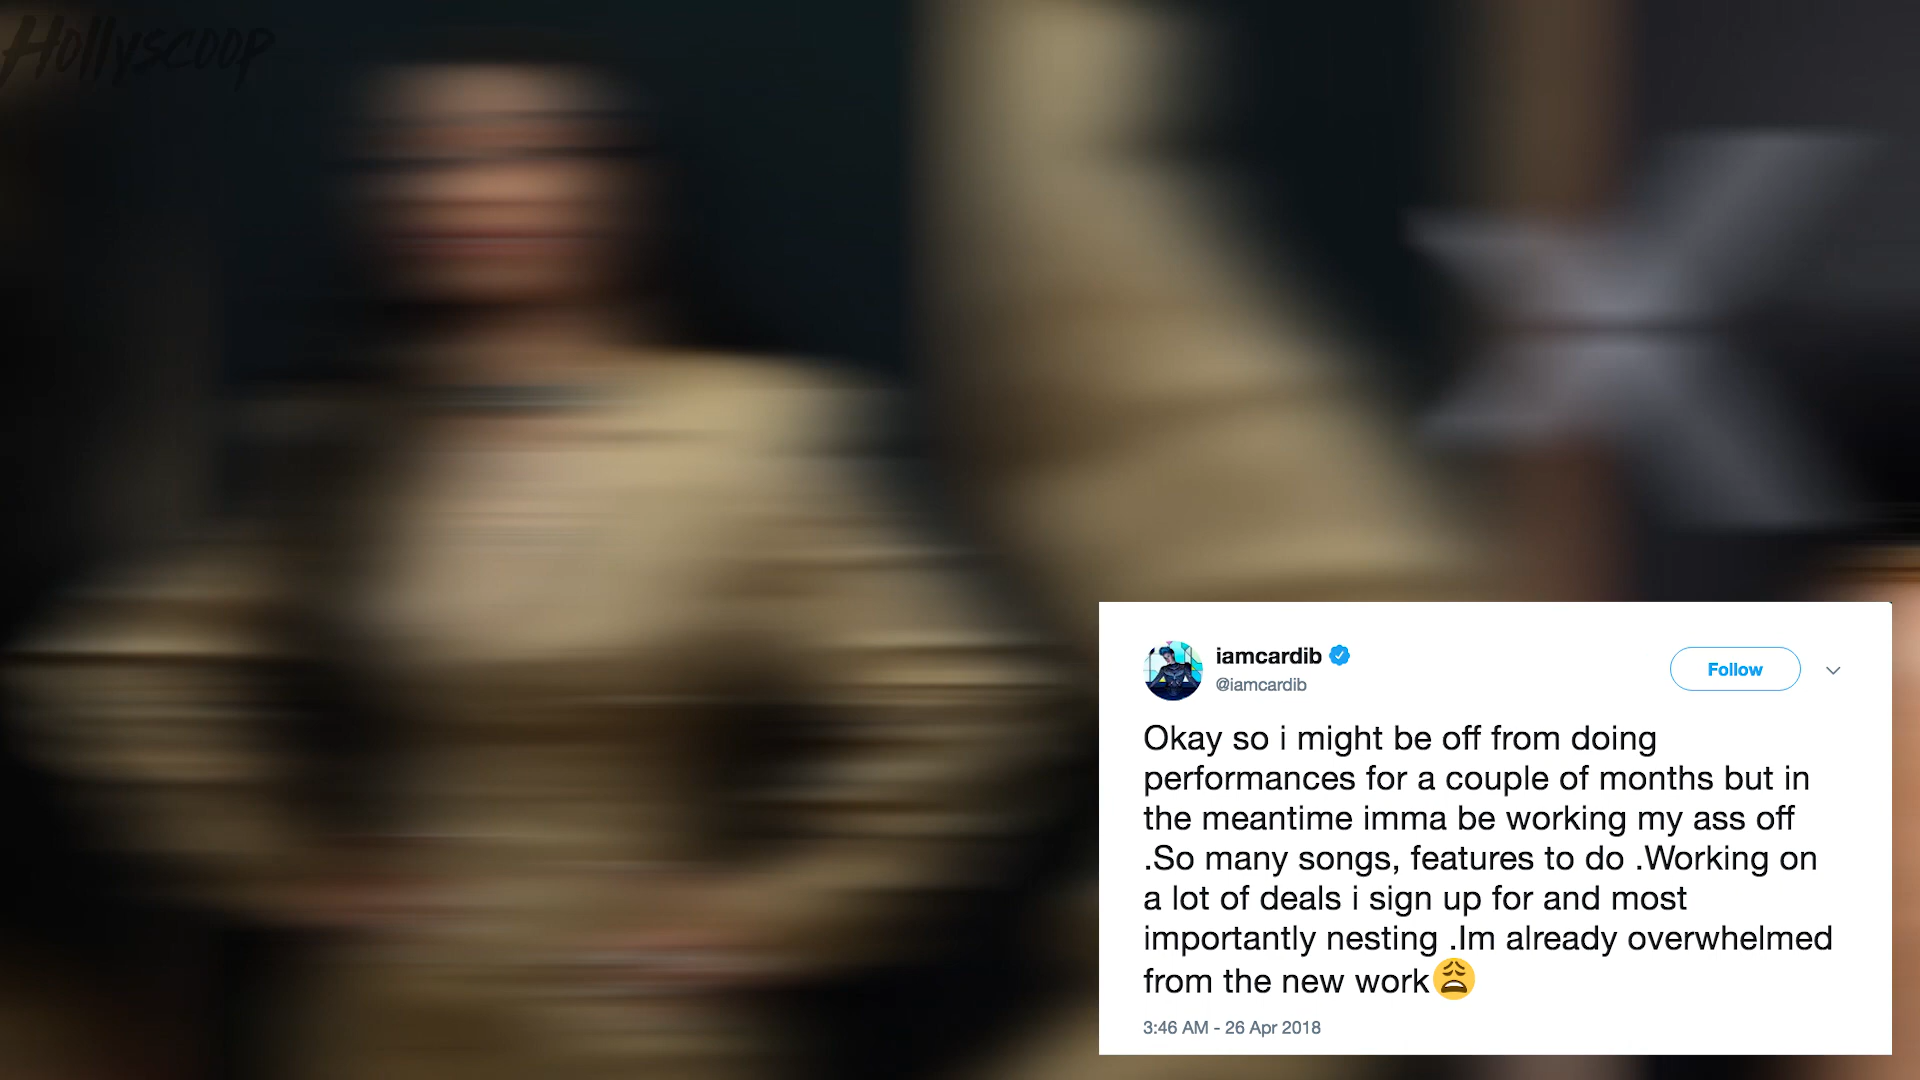 Hollyscoop
iamcardib
@iamcardib
Follow
Okay so i might be off from doing
performances for a couple of months but in
the meantime imma be working my ass off
.So many songs, features to do .Working on
a lot of deals i sign up for and most
importantly nesting .Im already overwhelmed
from the new work😩
3:46 AM - 26 Apr 2018